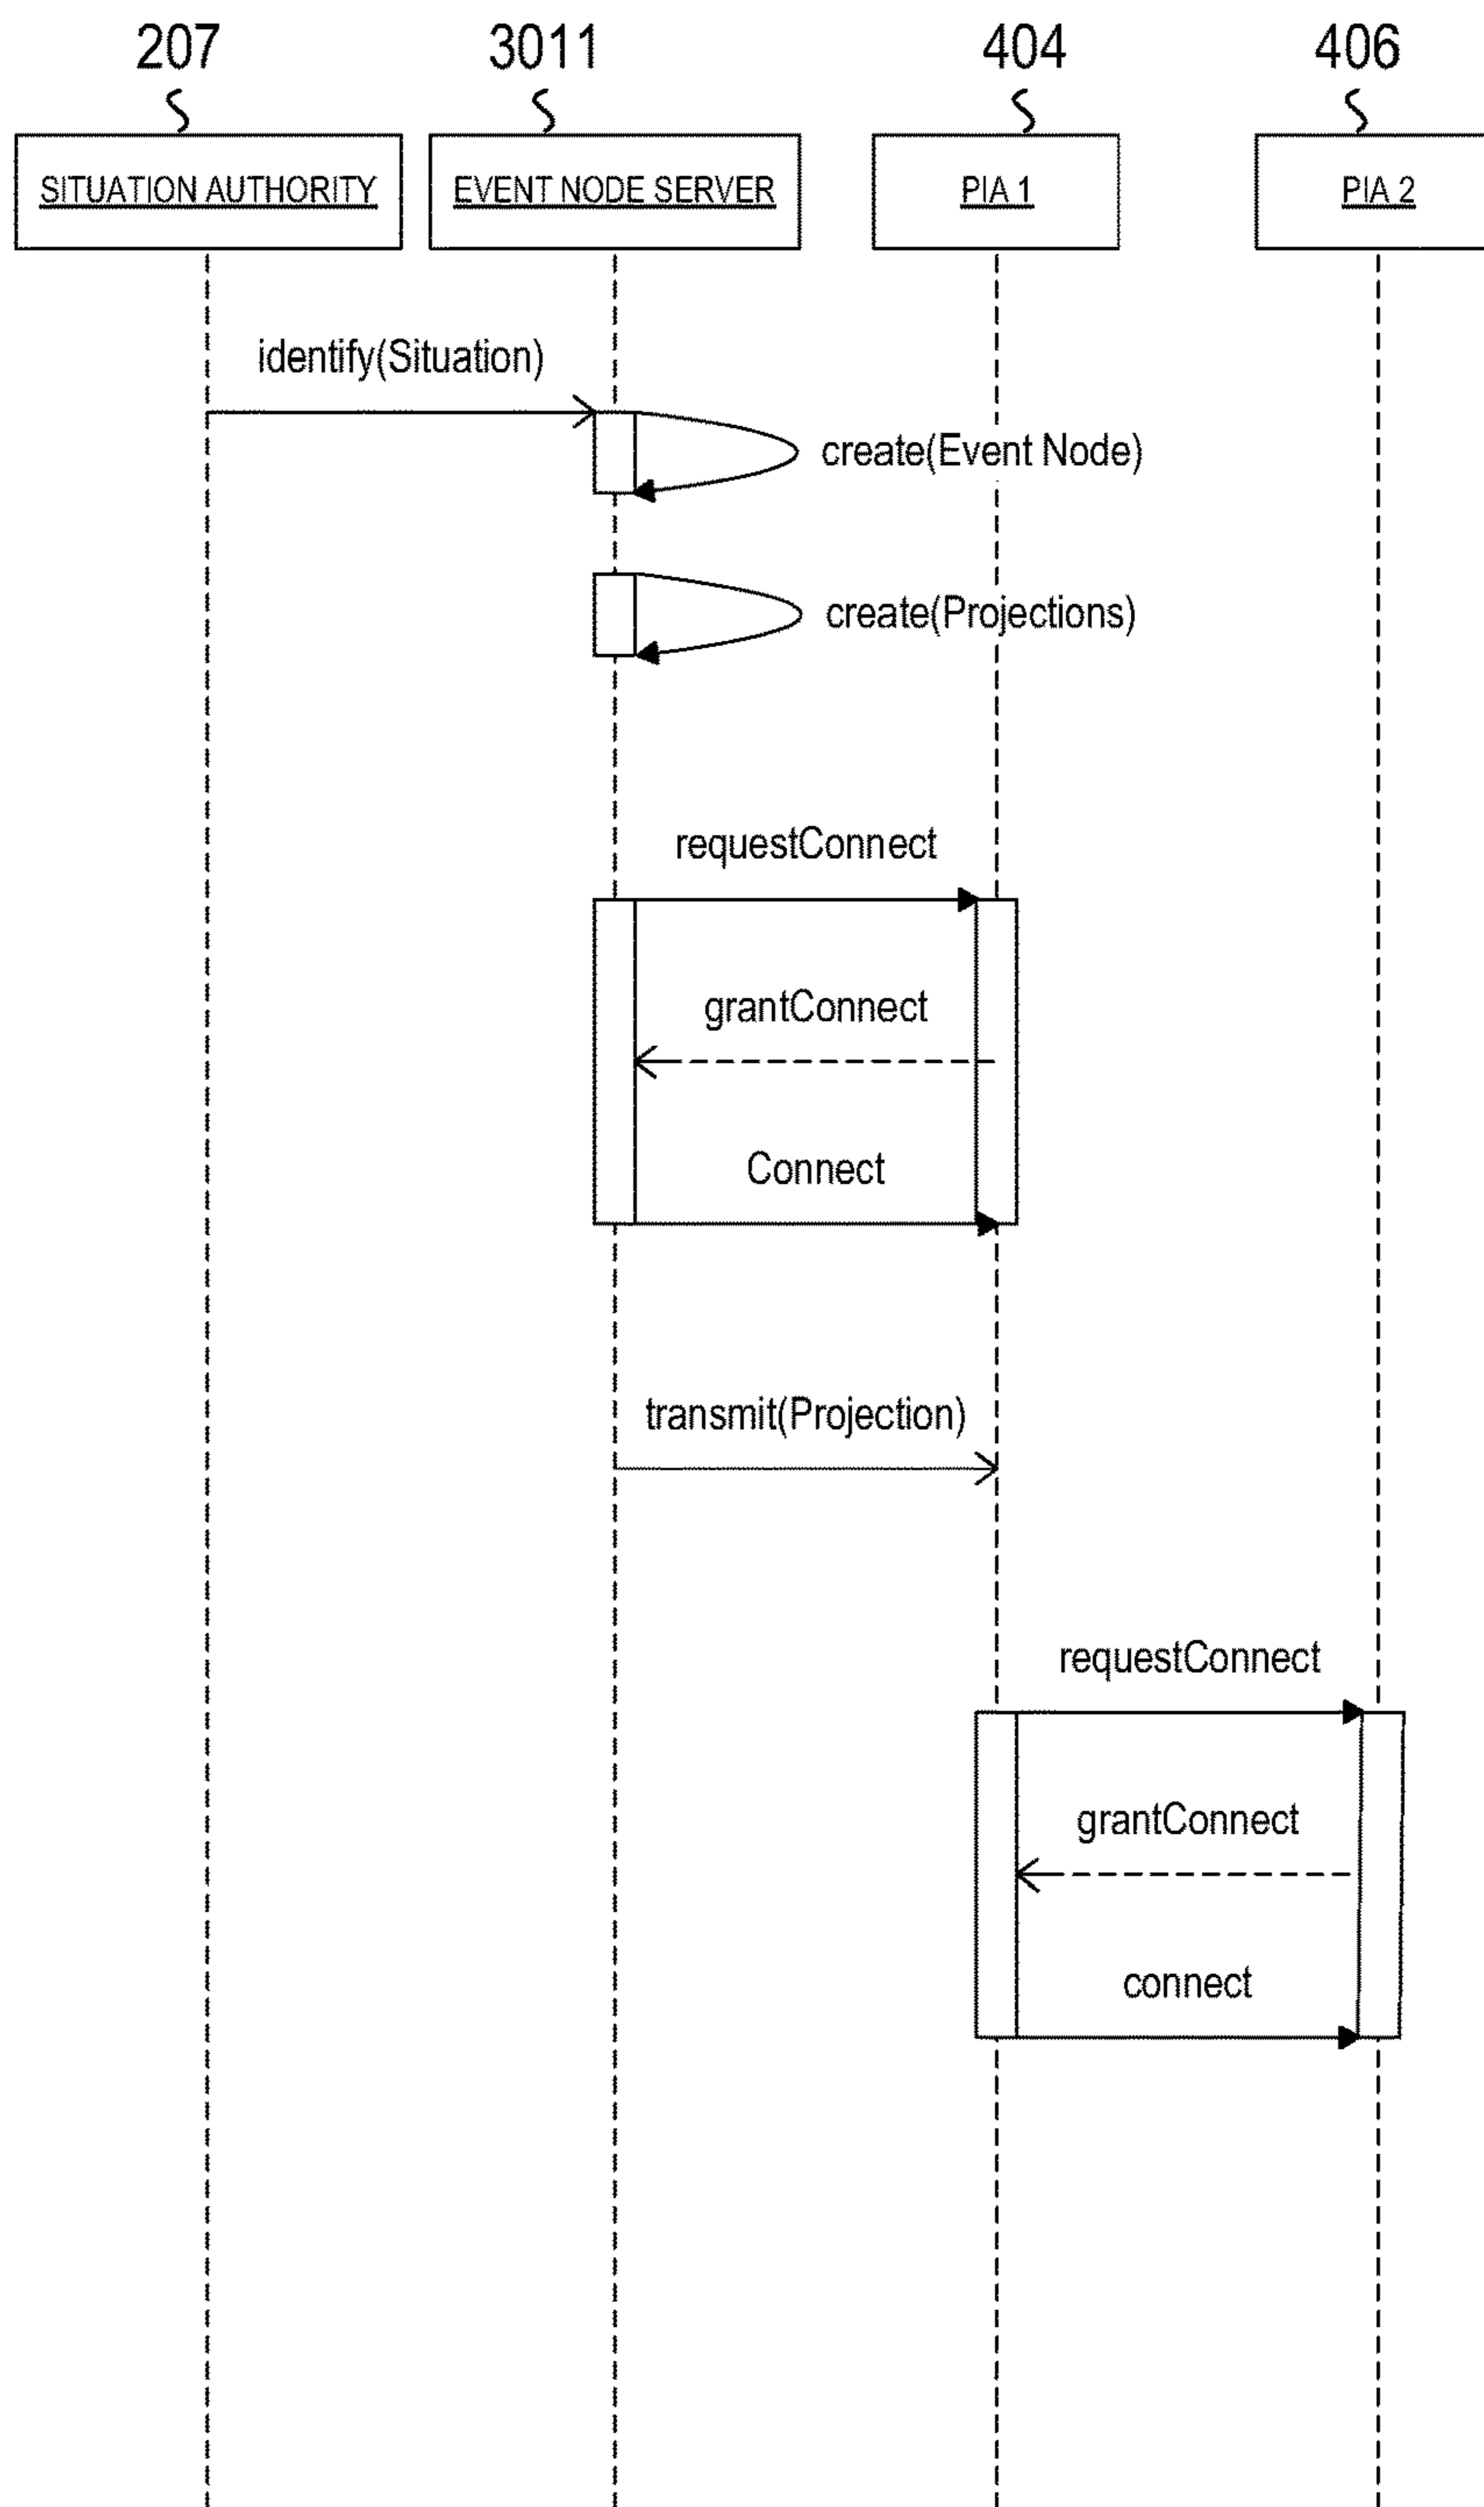 207 3011 404 406
SITUATION AUTHORITY EVENT NODE SERVER PIA 1 PIA 2
identify(Situation)
create(Event Node)
create(Projections)
requestConnect
grantConnect
Connect
transmit(Projection)
requestConnect
grantConnect
connect